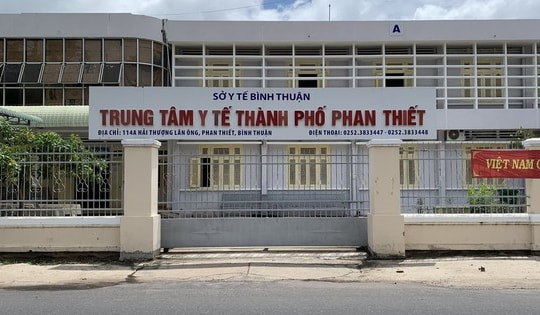 A
SỞ Y TẾ BÌNH THUẬN
TRUNG TÂM Y TẾ THÀNH PHỐ PHAN THIẾT
ĐỊA CHỈ: 114A HẢI THƯỢNG LÃN ÔNG, PHAN THIẾT, BÌNH THUẬN ĐIỆN THOẠI: 0252.3833447 - 0252.3833448
VIỆT NAM